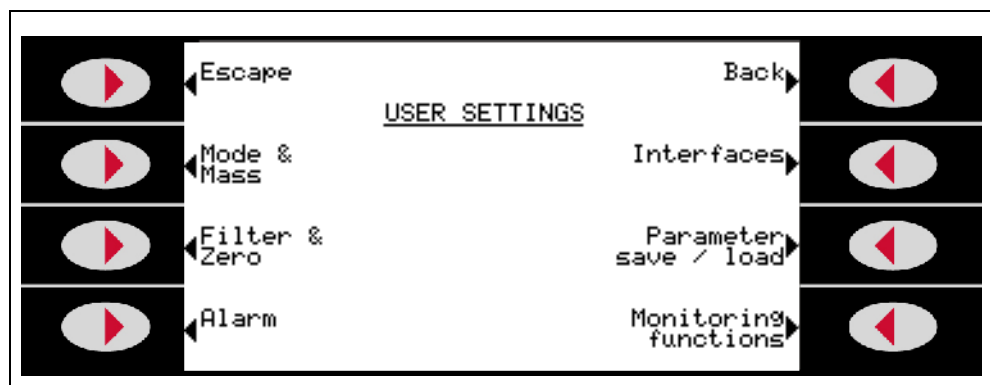 Escape
Back
USER SETTINGS
Mode &
Mass
Interfaces
Filter &
Zero
Parameter
save / load
Alarm
Monitoring
functions